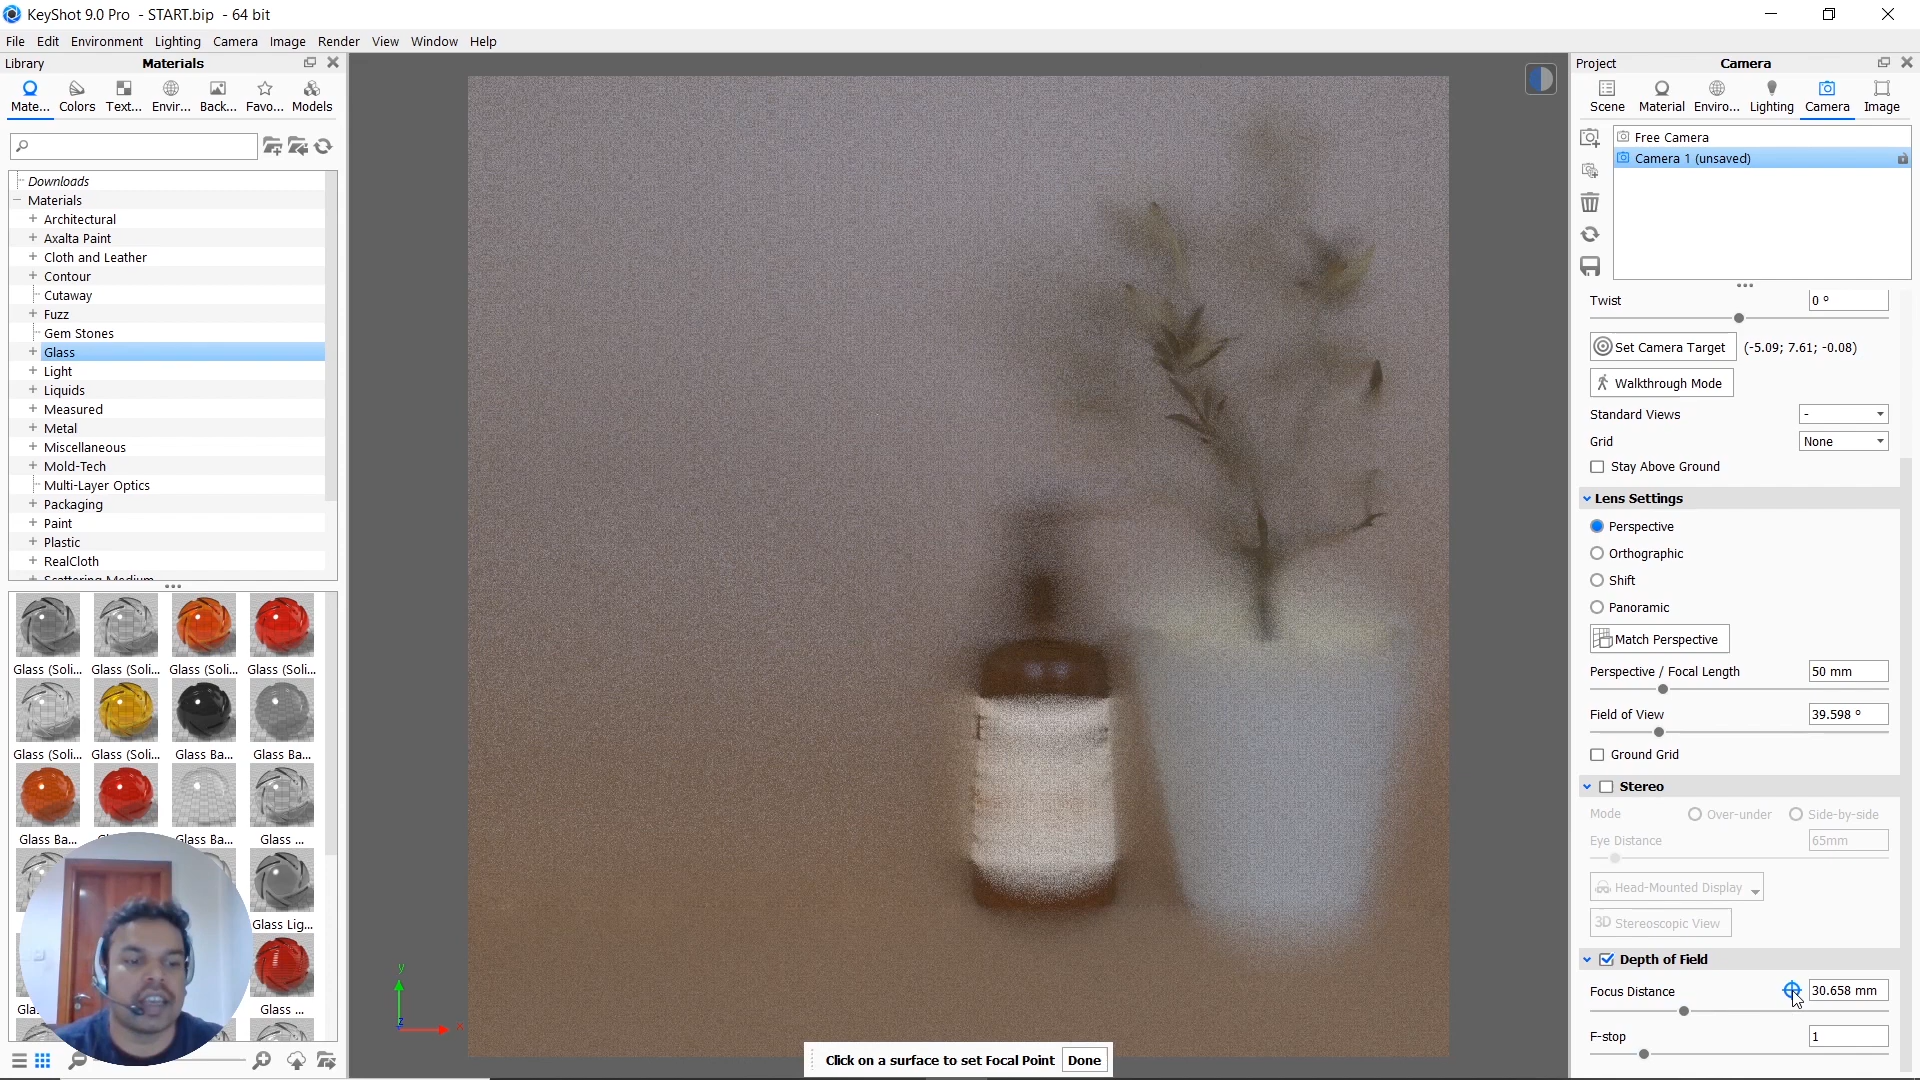 KeyShot 9.0 Pro - START.bip - 64 bit
File Edit Environment Lighting Camera Image Render View Window Help
Library Materials
Mate... Colors Text... Envir... Back... Favo... Models
Downloads
Materials
Architectural
Axalta Paint
Cloth and Leather
Contour
Cutaway
Fuzz
Gem Stones
Glass
Light
Liquids
Measured
Metal
Miscellaneous
Mold-Tech
Multi-Layer Optics
Packaging
Paint
Plastic
RealCloth
Scattering Medium
Glass (Soli... Glass (Soli... Glass (Soli... Glass (Soli...
Glass (Soli... Glass (Soli... Glass Ba... Glass Ba...
Glass Ba... Glass Ba... Glass ...
Glass Lig...
Glass ...
y
z
x
Click on a surface to set Focal Point Done
Project Camera
Scene Material Enviro... Lighting Camera Image
Free Camera
Camera 1 (unsaved)
Twist 0 °
Set Camera Target (-5.09; 7.61; -0.08)
Walkthrough Mode
Standard Views -
Grid None
Stay Above Ground
Lens Settings
Perspective
Orthographic
Shift
Panoramic
Match Perspective
Perspective / Focal Length 50 mm
Field of View 39.598 °
Ground Grid
Stereo
Mode Over-under Side-by-side
Eye Distance 65mm
Head-Mounted Display
3D Stereoscopic View
Depth of Field
Focus Distance 30.658 mm
F-stop 1